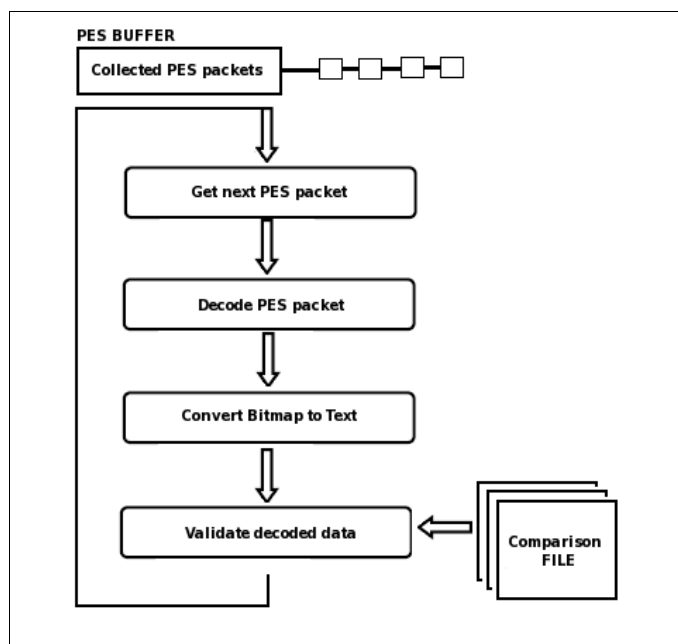 PES BUFFER
Collected PES packets
Get next PES packet
Decode PES packet
Convert Bitmap to Text
Validate decoded data
Comparison
FILE